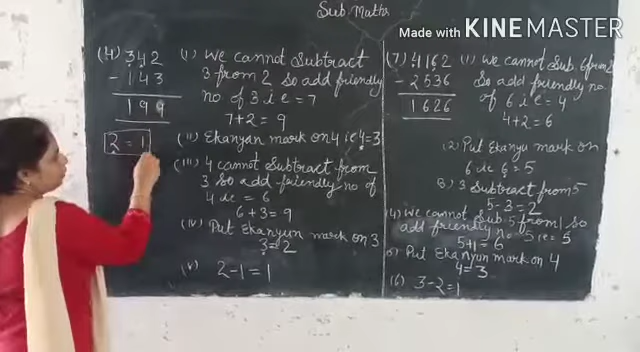 Sub. Maths
Made with KINEMASTER
(4) 342
- 143
199
2 = 1
(i) We cannot Subtract
3 from 2 so add friendly
no of 3 i.e = 7
7+2 = 9
(ii) Ekanyun mark on 4 i.e 4 = 3
(iii) 4 cannot Subtract from
3 So add friendly no of
4 i.e = 6
6+3 = 9
(iv) Put Ekanyun mark on 3
3 = 2
(v) 2-1 = 1
(7) 4162
- 2536
1626
(1) We cannot Sub. 6 from 2
So add friendly no.
of 6 i.e = 4
4+2 = 6
(2) Put Ekanyu mark on
6 i.e 6 = 5
3) 3 Subtract from 5
5-3 = 2
(4) We cannot Sub 5 from 1 so
add friendly no 5 i.e = 5
5+1 = 6
5) Put Ekanyun mark on 4
4 = 3
(6) 3-2 = 1